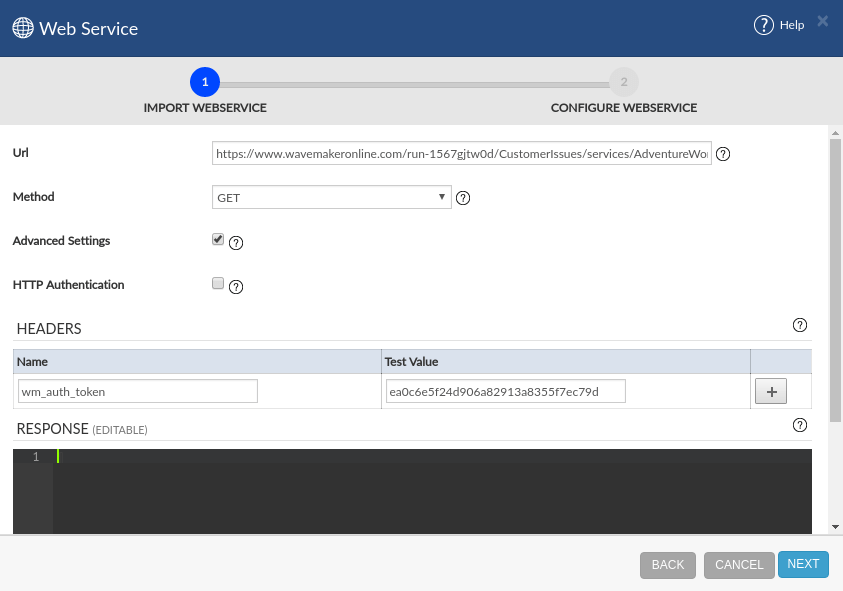 Web Service
? Help ×
1 2
IMPORT WEBSERVICE CONFIGURE WEBSERVICE
Url https://www.wavemakeronline.com/run-1567gjtw0d/CustomerIssues/services/AdventureWo ?
Method GET ?
Advanced Settings ?
HTTP Authentication ?
HEADERS ?
Name Test Value
wm_auth_token ea0c6e5f24d906a82913a8355f7ec79d +
RESPONSE (EDITABLE) ?
1
BACK CANCEL NEXT